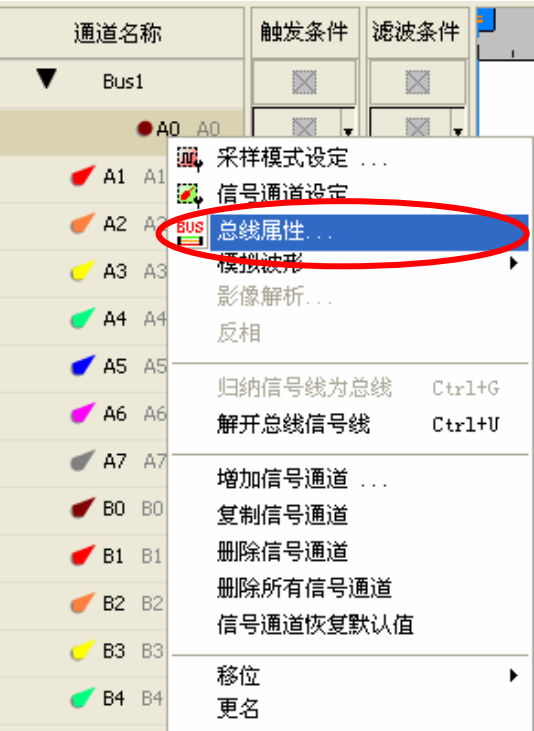 通道名称 触发条件 滤波条件
Bus1
A0 A0
采样模式设定 ...
A1 A1
信号通道设定
A2 A2
BUS 总线属性...
模拟波形
A3 A3
影像解析...
A4 A4
反相
A5 A5
归纳信号线为总线 Ctrl+G
A6 A6
解开总线信号线 Ctrl+U
A7 A7
增加信号通道 ...
B0 B0
复制信号通道
B1 B1
删除信号通道
删除所有信号通道
B2 B2
信号通道恢复默认值
B3 B3
移位
B4 B4
更名